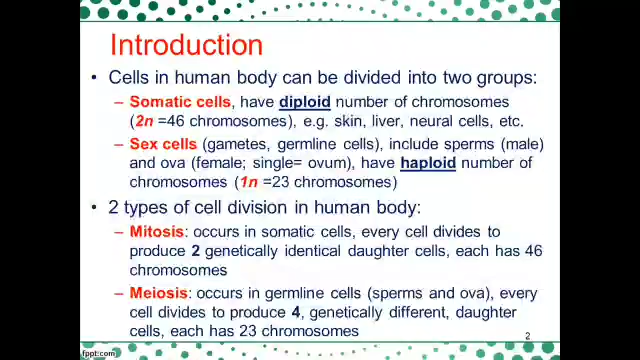 Introduction
• Cells in human body can be divided into two groups:
– Somatic cells, have diploid number of chromosomes
(2n =46 chromosomes), e.g. skin, liver, neural cells, etc.
– Sex cells (gametes, germline cells), include sperms (male)
and ova (female; single= ovum), have haploid number of
chromosomes (1n =23 chromosomes)
• 2 types of cell division in human body:
– Mitosis: occurs in somatic cells, every cell divides to
produce 2 genetically identical daughter cells, each has 46
chromosomes
– Meiosis: occurs in germline cells (sperms and ova), every
cell divides to produce 4, genetically different, daughter
cells, each has 23 chromosomes
2
fppt.com